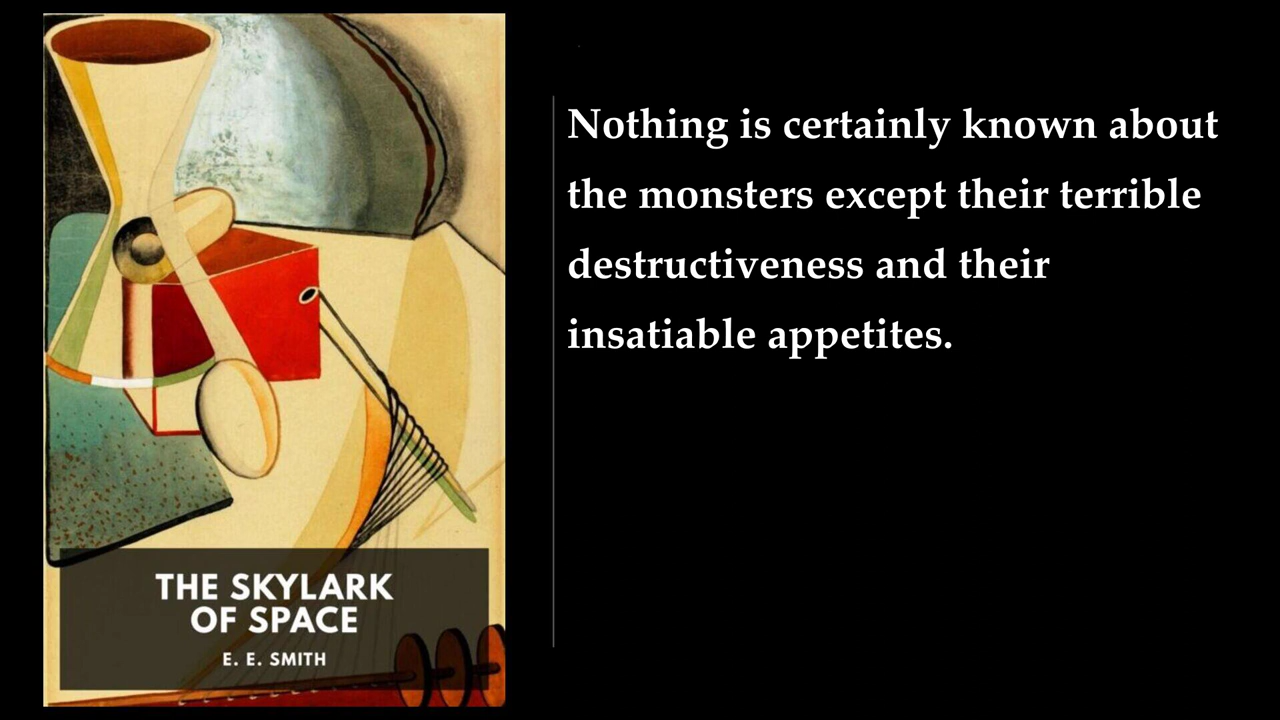 THE SKYLARK
OF SPACE
E. E. SMITH
Nothing is certainly known about
the monsters except their terrible
destructiveness and their
insatiable appetites.